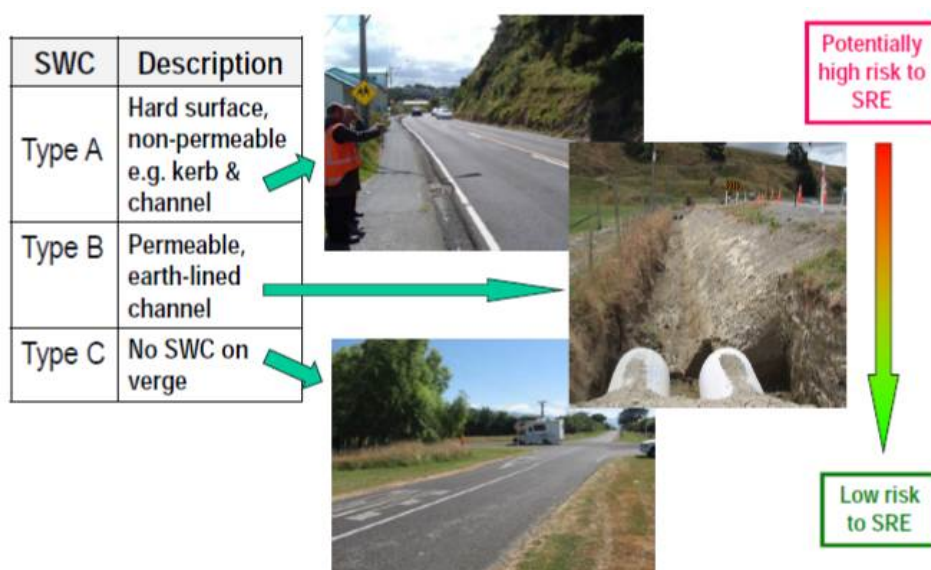 SWC Description
Type A
Hard surface,
non-permeable
e.g. kerb &
channel
Type B
Permeable,
earth-lined
channel
Type C
No SWC on
verge
Potentially
high risk to
SRE
Low risk
to SRE